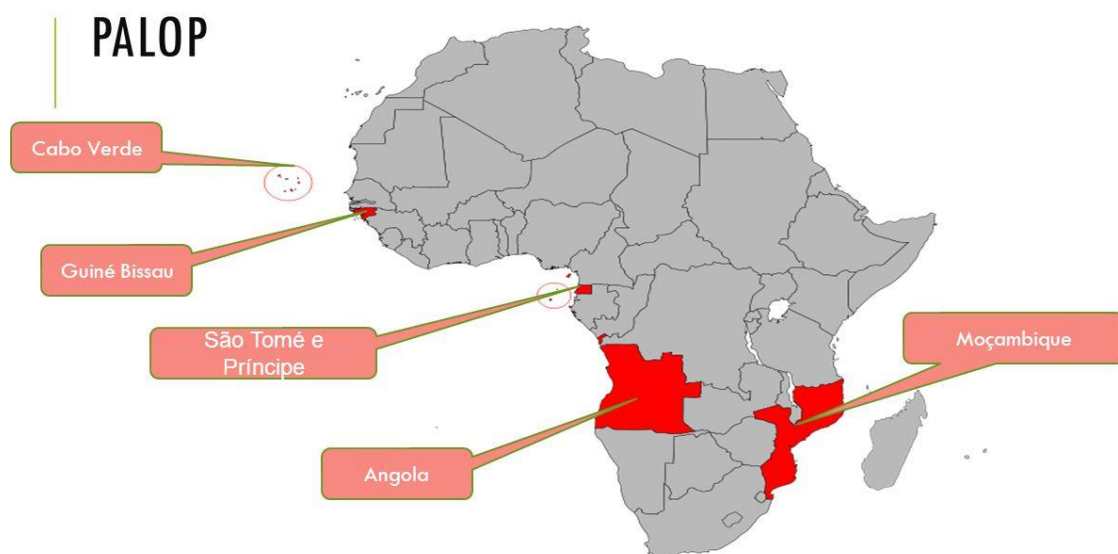 PALOP
Cabo Verde
Guiné Bissau
São Tomé e
Príncipe
Moçambique
Angola